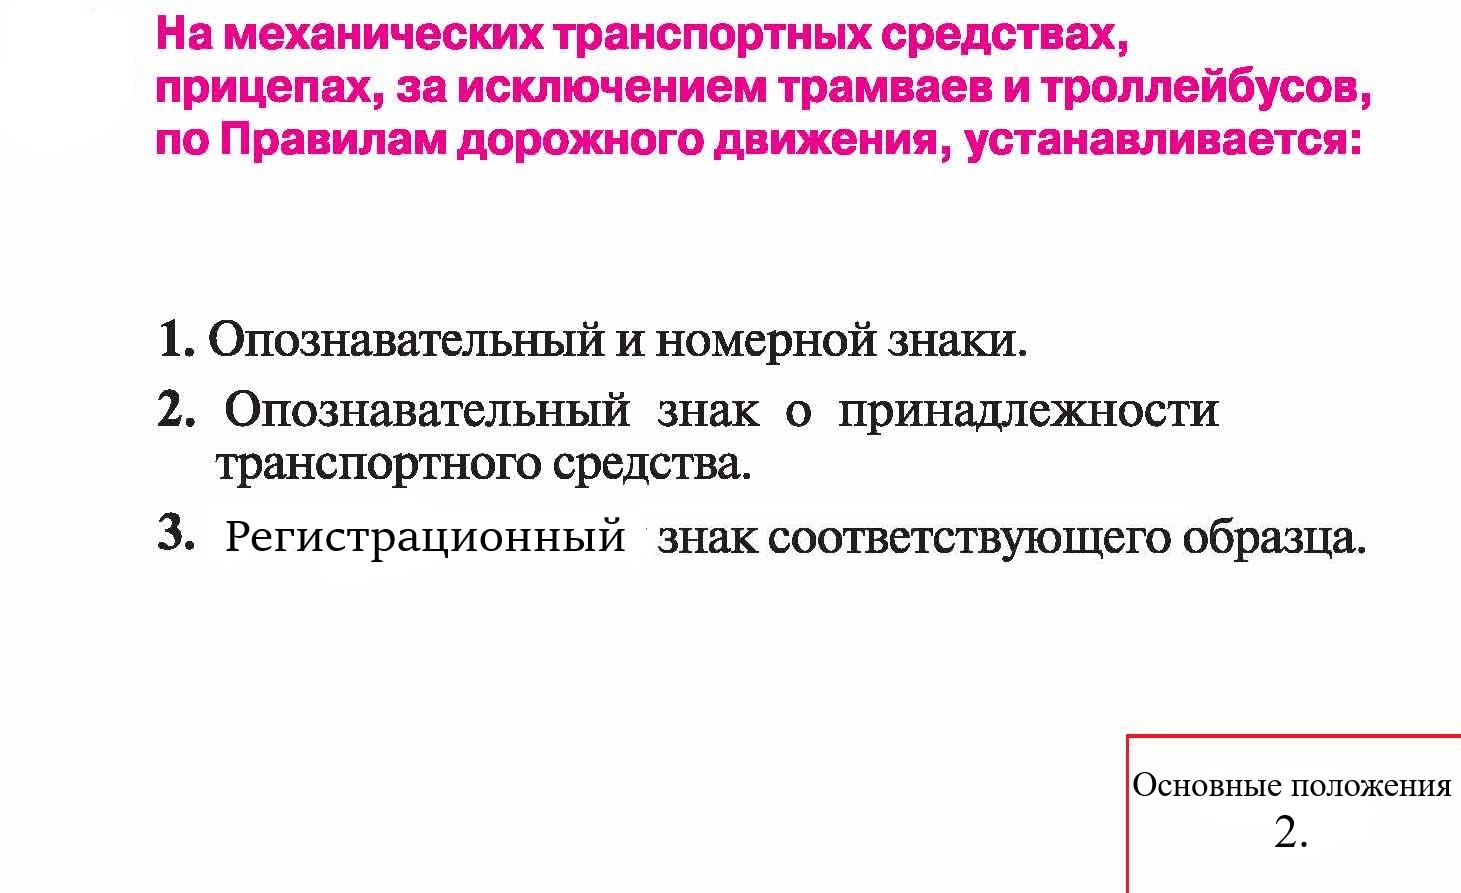 На механических транспортных средствах,
прицепах, за исключением трамваев и троллейбусов,
по Правилам дорожного движения, устанавливается:
1. Опознавательный и номерной знаки.
2. Опознавательный знак о принадлежности
транспортного средства.
3. Регистрационный знак соответствующего образца.
Основные положения
2.